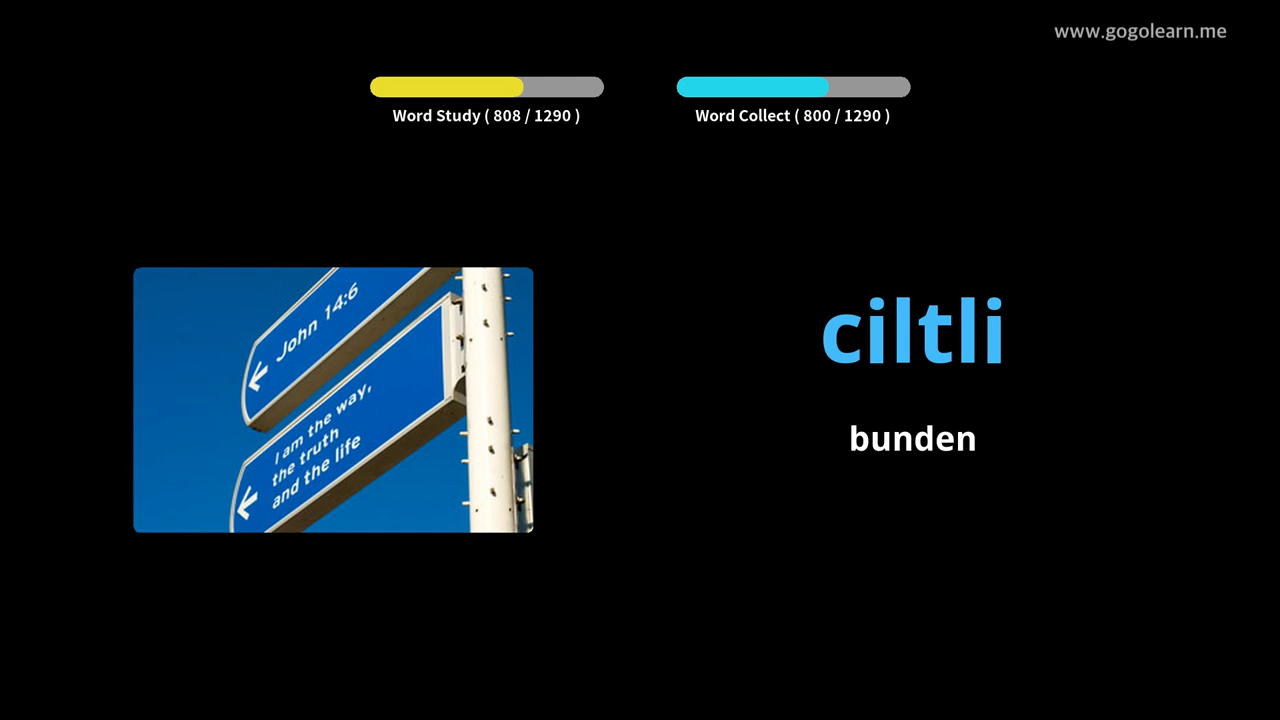 www.gogolearn.me
Word Study ( 808 / 1290 )
Word Collect ( 800 / 1290 )
John 14:6
I am the way,
the truth
and the life
ciltli
bunden